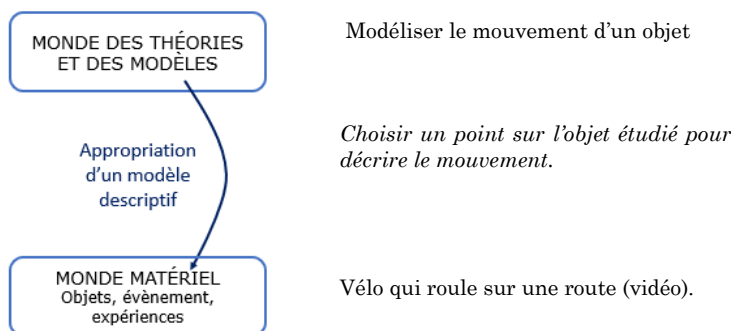 MONDE DES THÉORIES
ET DES MODÈLES
Modéliser le mouvement d'un objet
Appropriation
d'un modèle
descriptif
Choisir un point sur l'objet étudié pour
décrire le mouvement.
MONDE MATÉRIEL
Objets, évènement,
expériences
Vélo qui roule sur une route (vidéo).